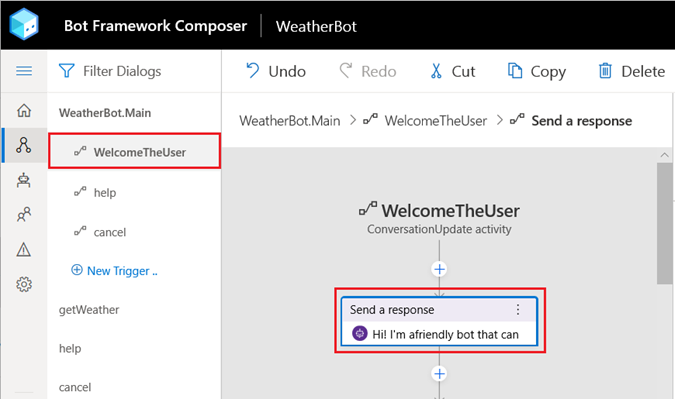 Bot Framework Composer
WeatherBot
Filter Dialogs
Undo
Redo
Cut
Copy
Delete
WeatherBot.Main
WelcomeTheUser
help
cancel
New Trigger ..
getWeather
help
cancel
WeatherBot.Main > WelcomeTheUser > Send a response
WelcomeTheUser
ConversationUpdate activity
Send a response
Hi! I'm afriendly bot that can